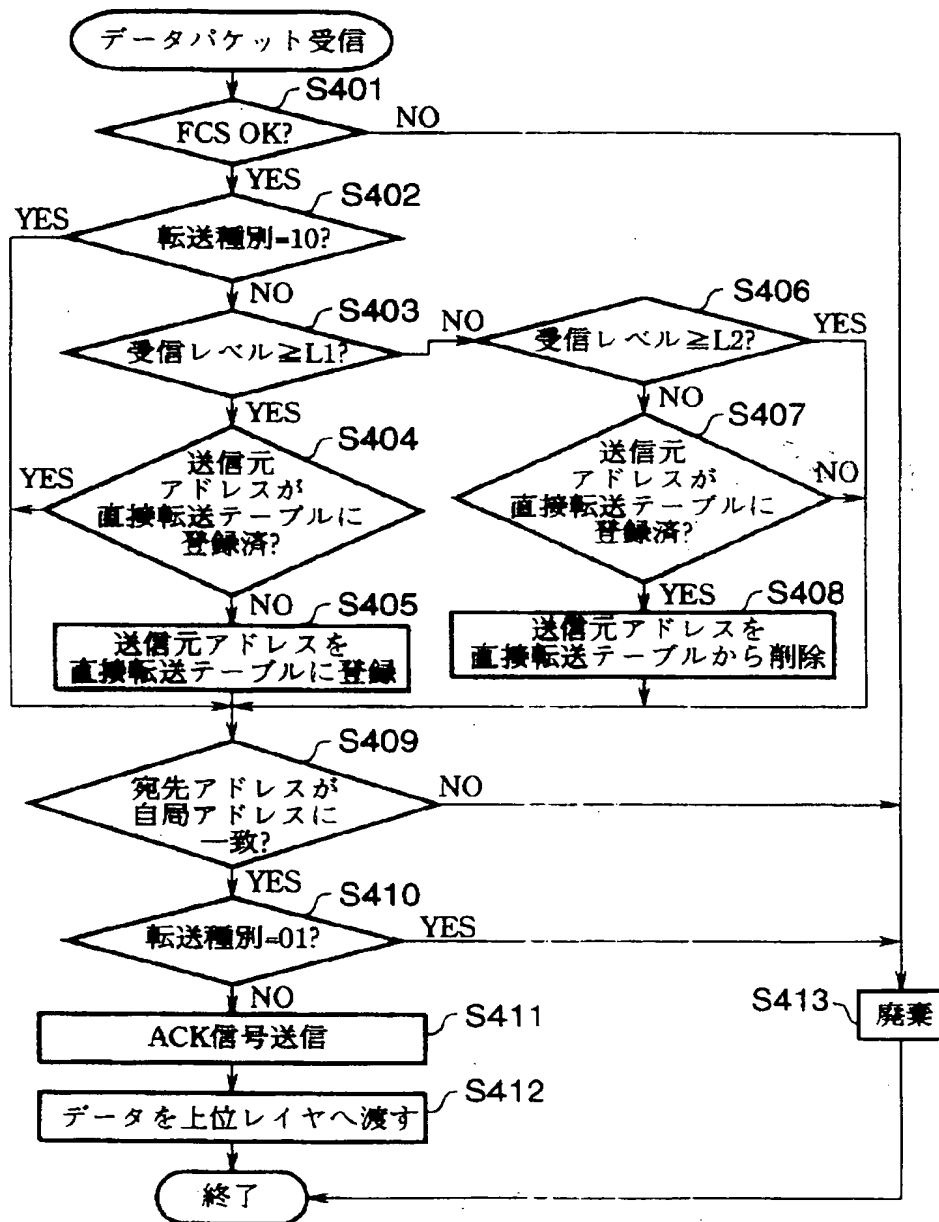 データパケット受信
S401
FCS OK?
NO
YES
S402
YES
転送種別=10?
NO
S403
受信レベル≧L1?
NO
S406
受信レベル≧L2?
YES
YES
NO
S404
YES
送信元
アドレスが
直接転送テーブルに
登録済?
S407
送信元
アドレスが
直接転送テーブルに
登録済?
NO
NO
S405
送信元アドレスを
直接転送テーブルに登録
YES
S408
送信元アドレスを
直接転送テーブルから削除
S409
宛先アドレスが
自局アドレスに
一致?
NO
YES
S410
転送種別=01?
YES
NO
ACK信号送信
S411
S413
廃棄
データを上位レイヤへ渡す
S412
終了